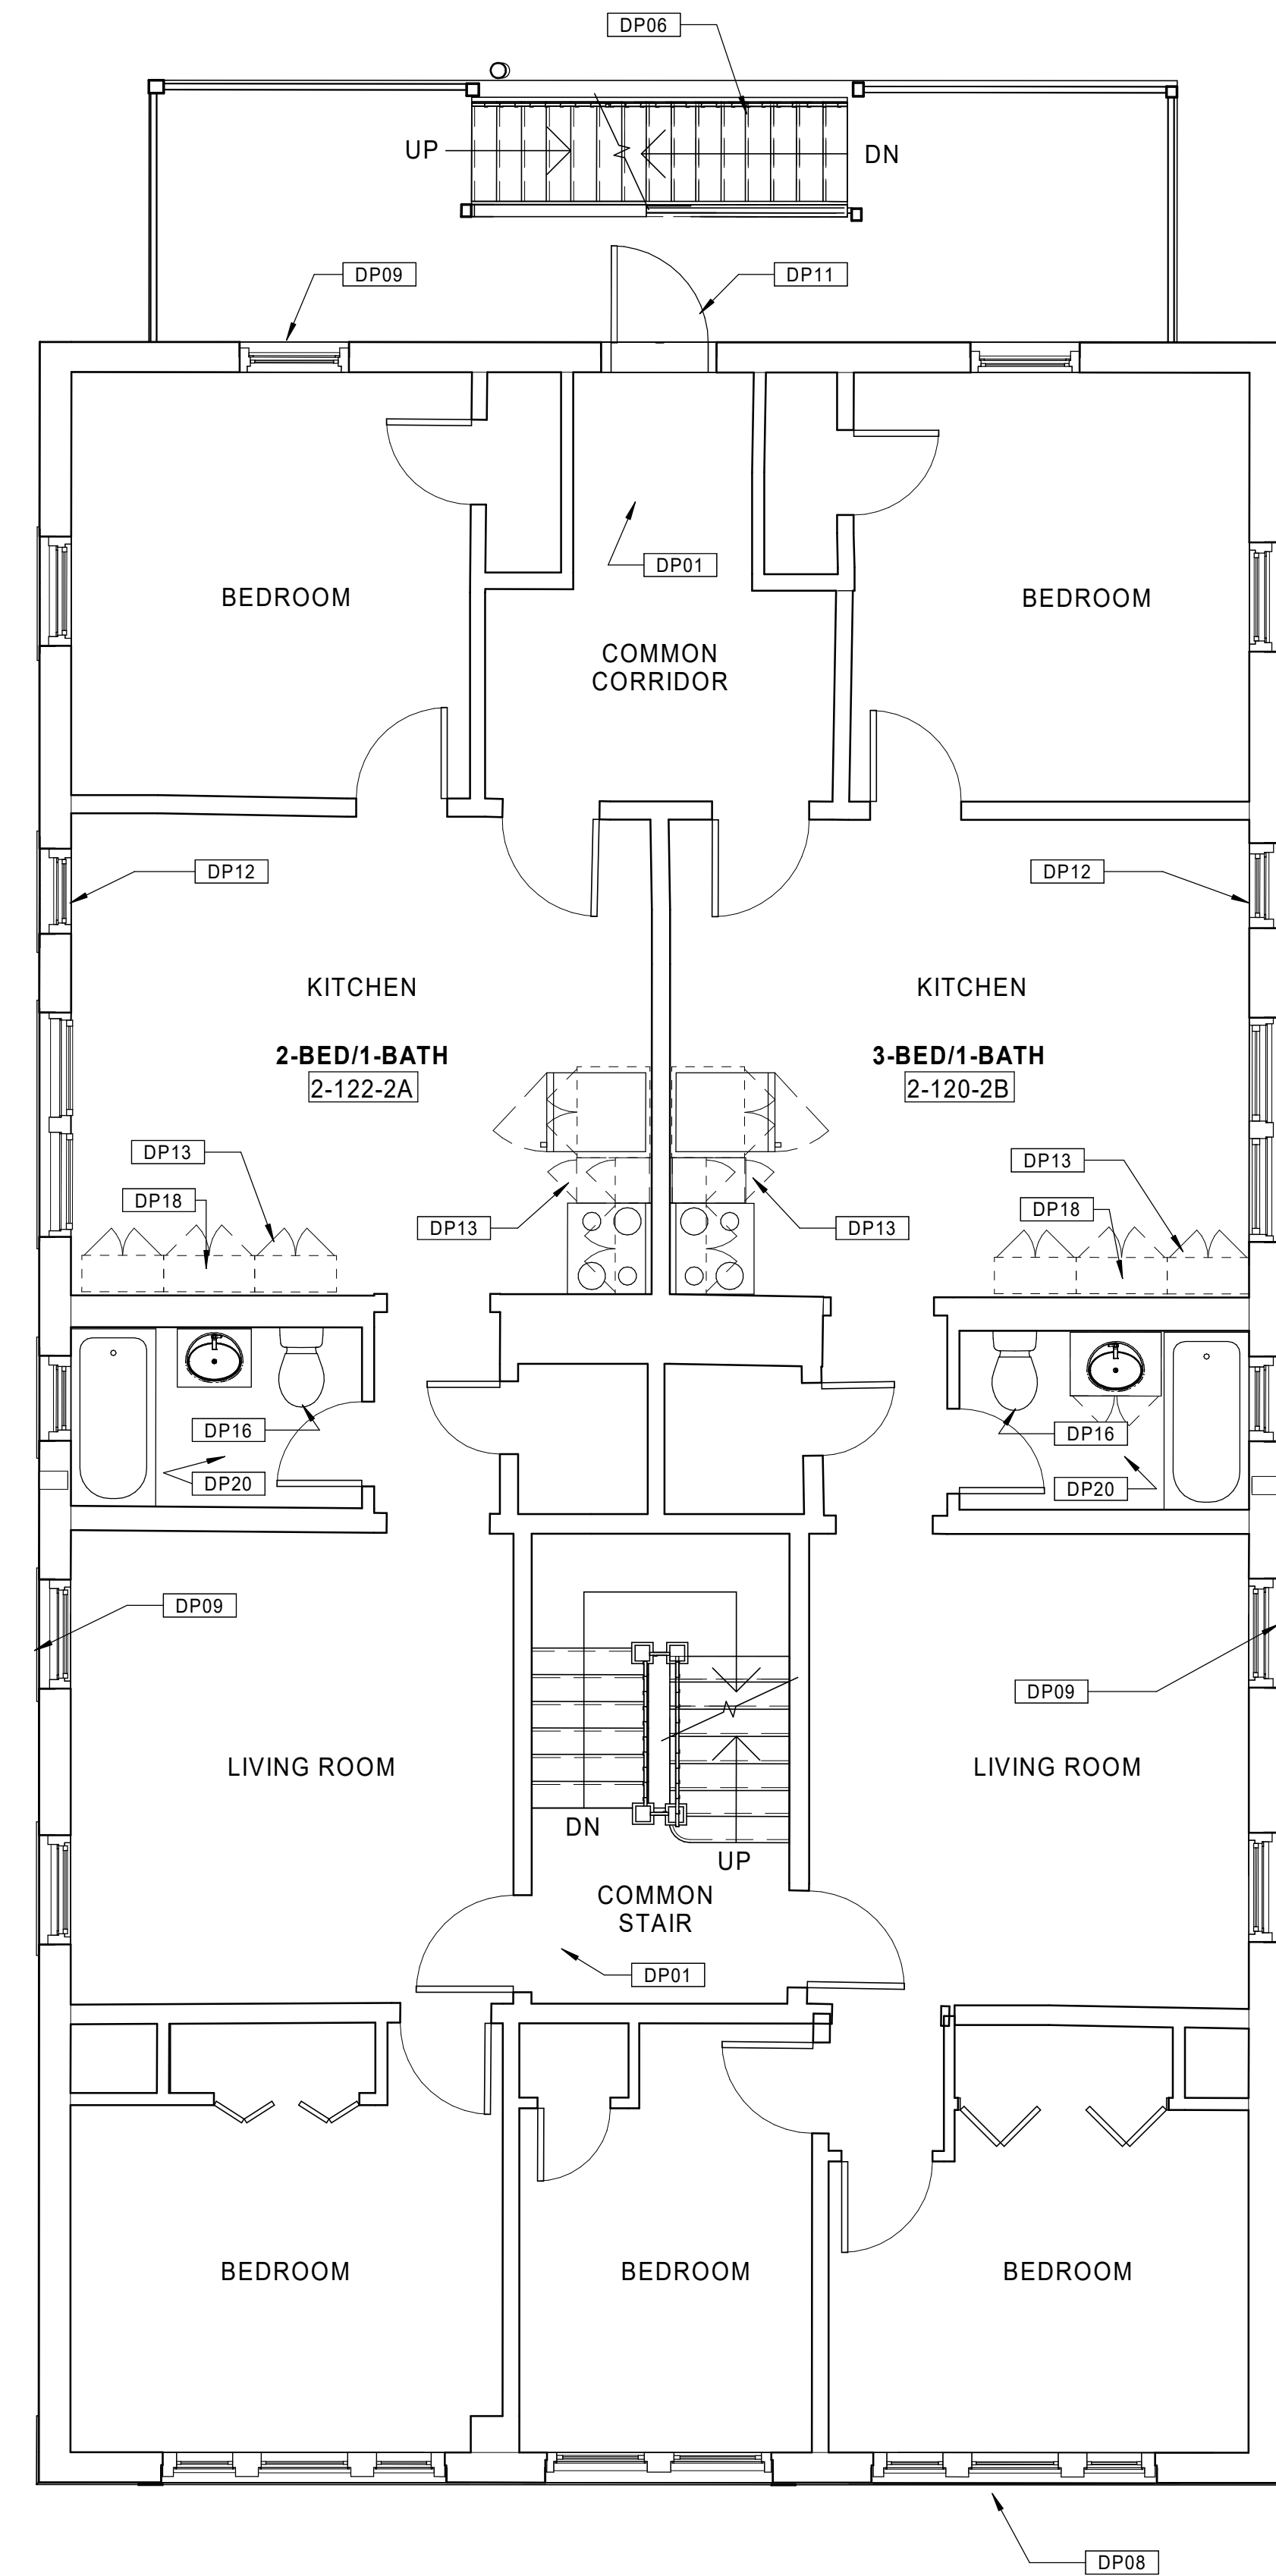 DP06
UP
DN
DP09
DP11
DP01
BEDROOM
BEDROOM
COMMON
CORRIDOR
DP12
DP12
KITCHEN
KITCHEN
2-BED/1-BATH
2-122-2A
3-BED/1-BATH
2-120-2B
DP13
DP18
DP13
DP13
DP13
DP18
DP16
DP20
DP16
DP20
DP09
DP09
LIVING ROOM
LIVING ROOM
DN
UP
COMMON
STAIR
DP01
BEDROOM
BEDROOM
BEDROOM
DP08